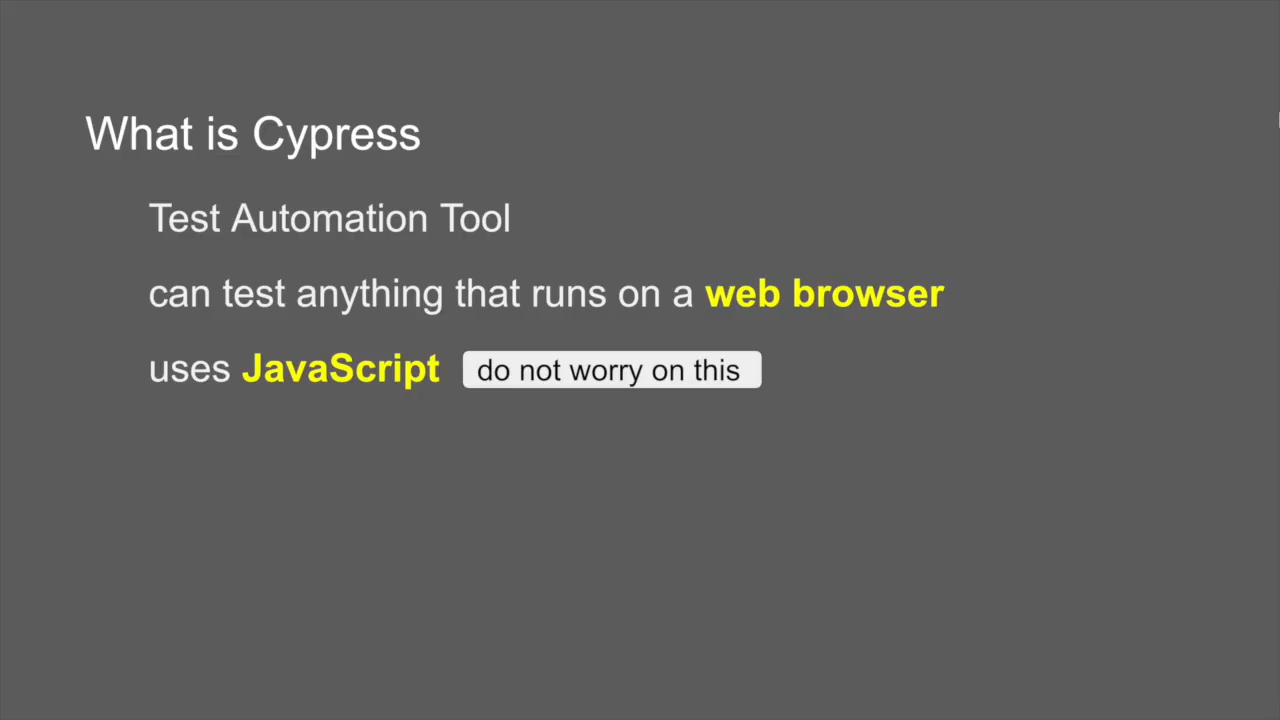 What is Cypress
Test Automation Tool
can test anything that runs on a web browser
uses JavaScript do not worry on this